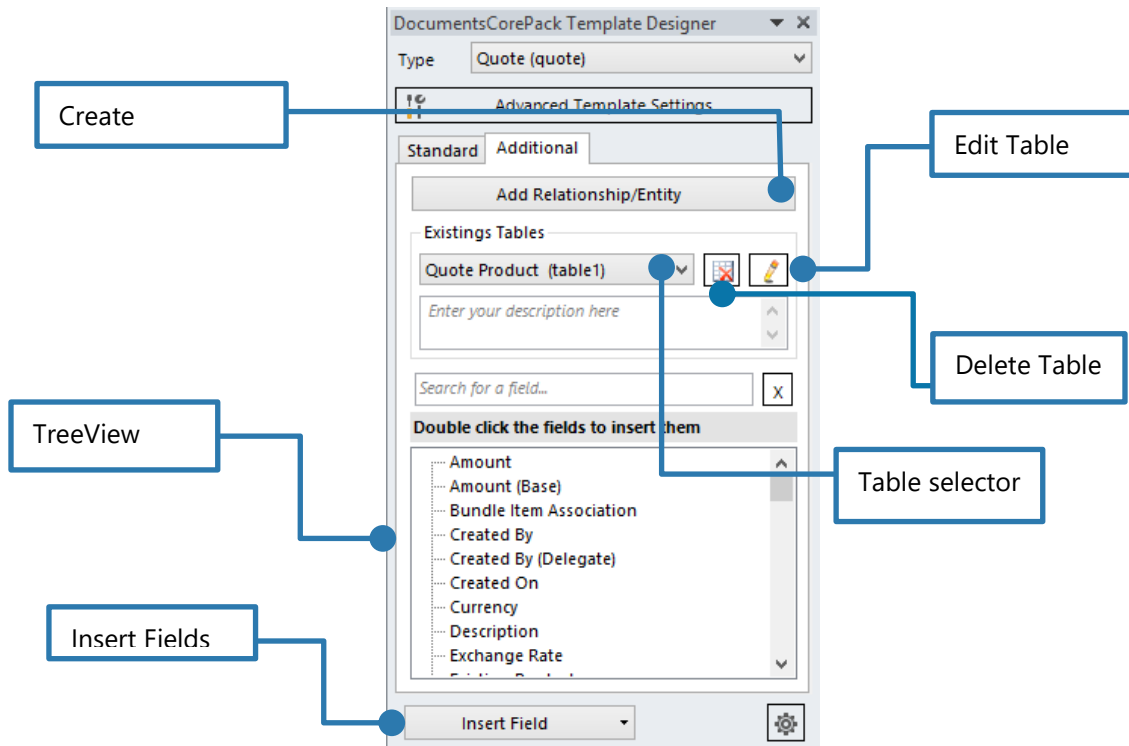 DocumentsCorePack Template Designer
Type Quote (quote)
Create
Advanced Template Settings
Edit Table
Standard Additional
Add Relationship/Entity
Existings Tables
Quote Product (table1)
Enter your description here
Delete Table
Search for a field... X
TreeView
Double click the fields to insert them
Amount
Table selector
Amount (Base)
Bundle Item Association
Created By
Created By (Delegate)
Created On
Currency
Insert Fields
Description
Exchange Rate
Insert Field